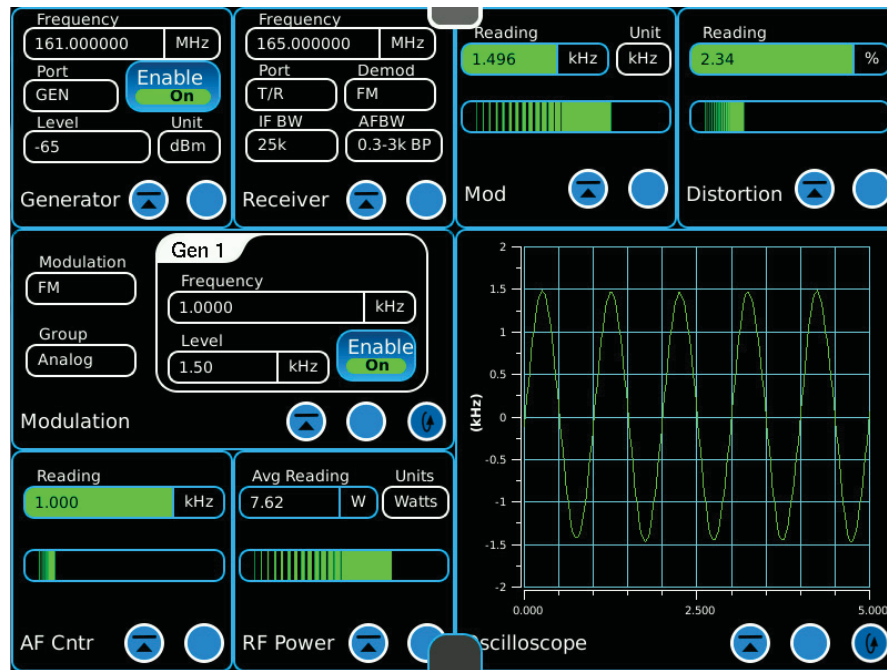 Frequency
161.000000 MHz
Port
GEN
Enable
On
Level Unit
-65 dBm
Generator
Frequency
165.000000 MHz
Port Demod
T/R FM
IF BW AFBW
25k 0.3-3k BP
Receiver
Reading Unit
1.496 kHz kHz
Mod
Reading
2.34 %
Distortion
Modulation
FM
Group
Analog
Gen 1
Frequency
1.0000 kHz
Level
1.50 kHz
Enable
On
Modulation
2
1.5
1
0.5
0
-0.5
-1
-1.5
-2
(kHz)
0.000 2.500 5.000
Reading
1.000 kHz
AF Cntr
Avg Reading Units
7.62 W Watts
RF Power
scilloscope